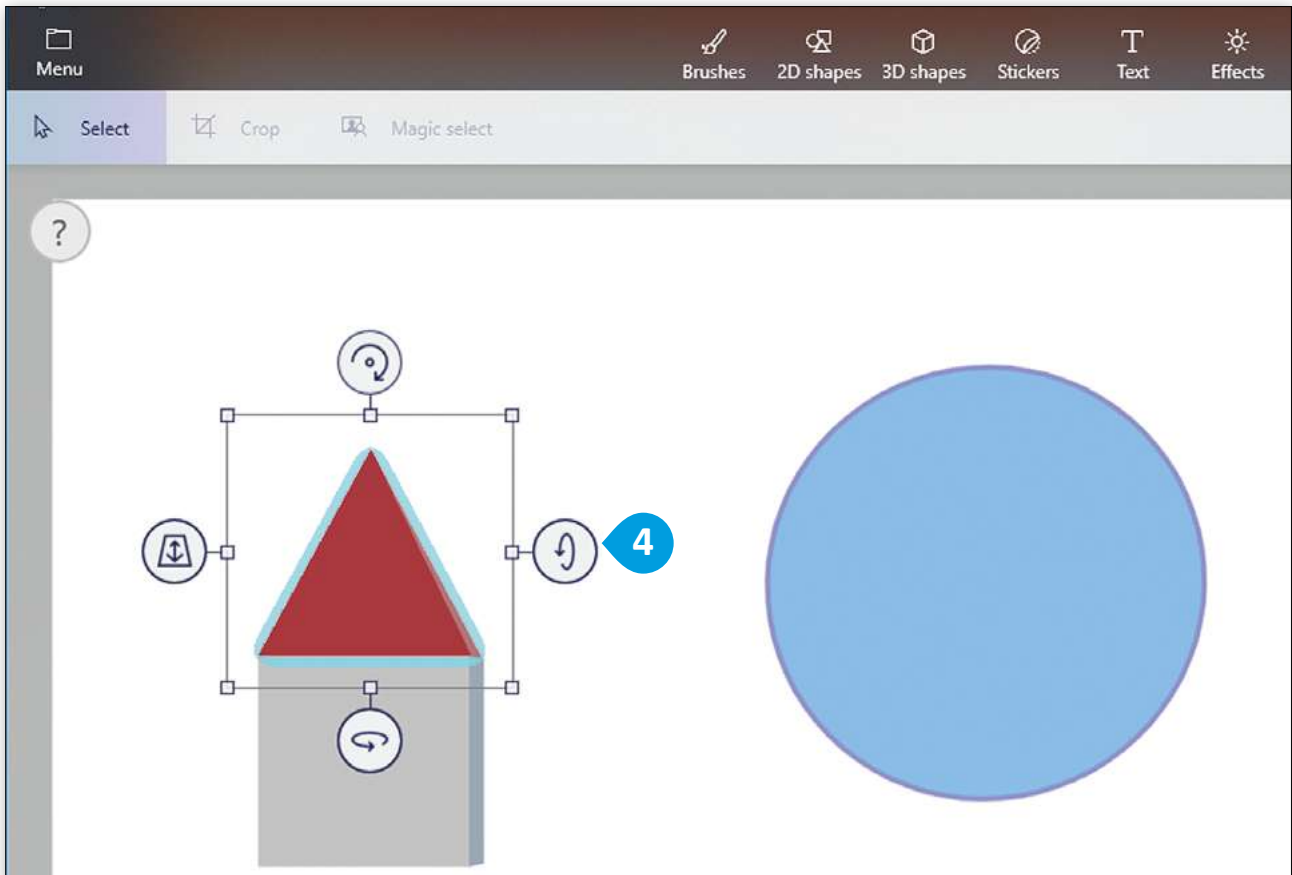 Menu
Brushes 2D shapes 3D shapes Stickers Text Effects
Select Crop Magic select
?
4